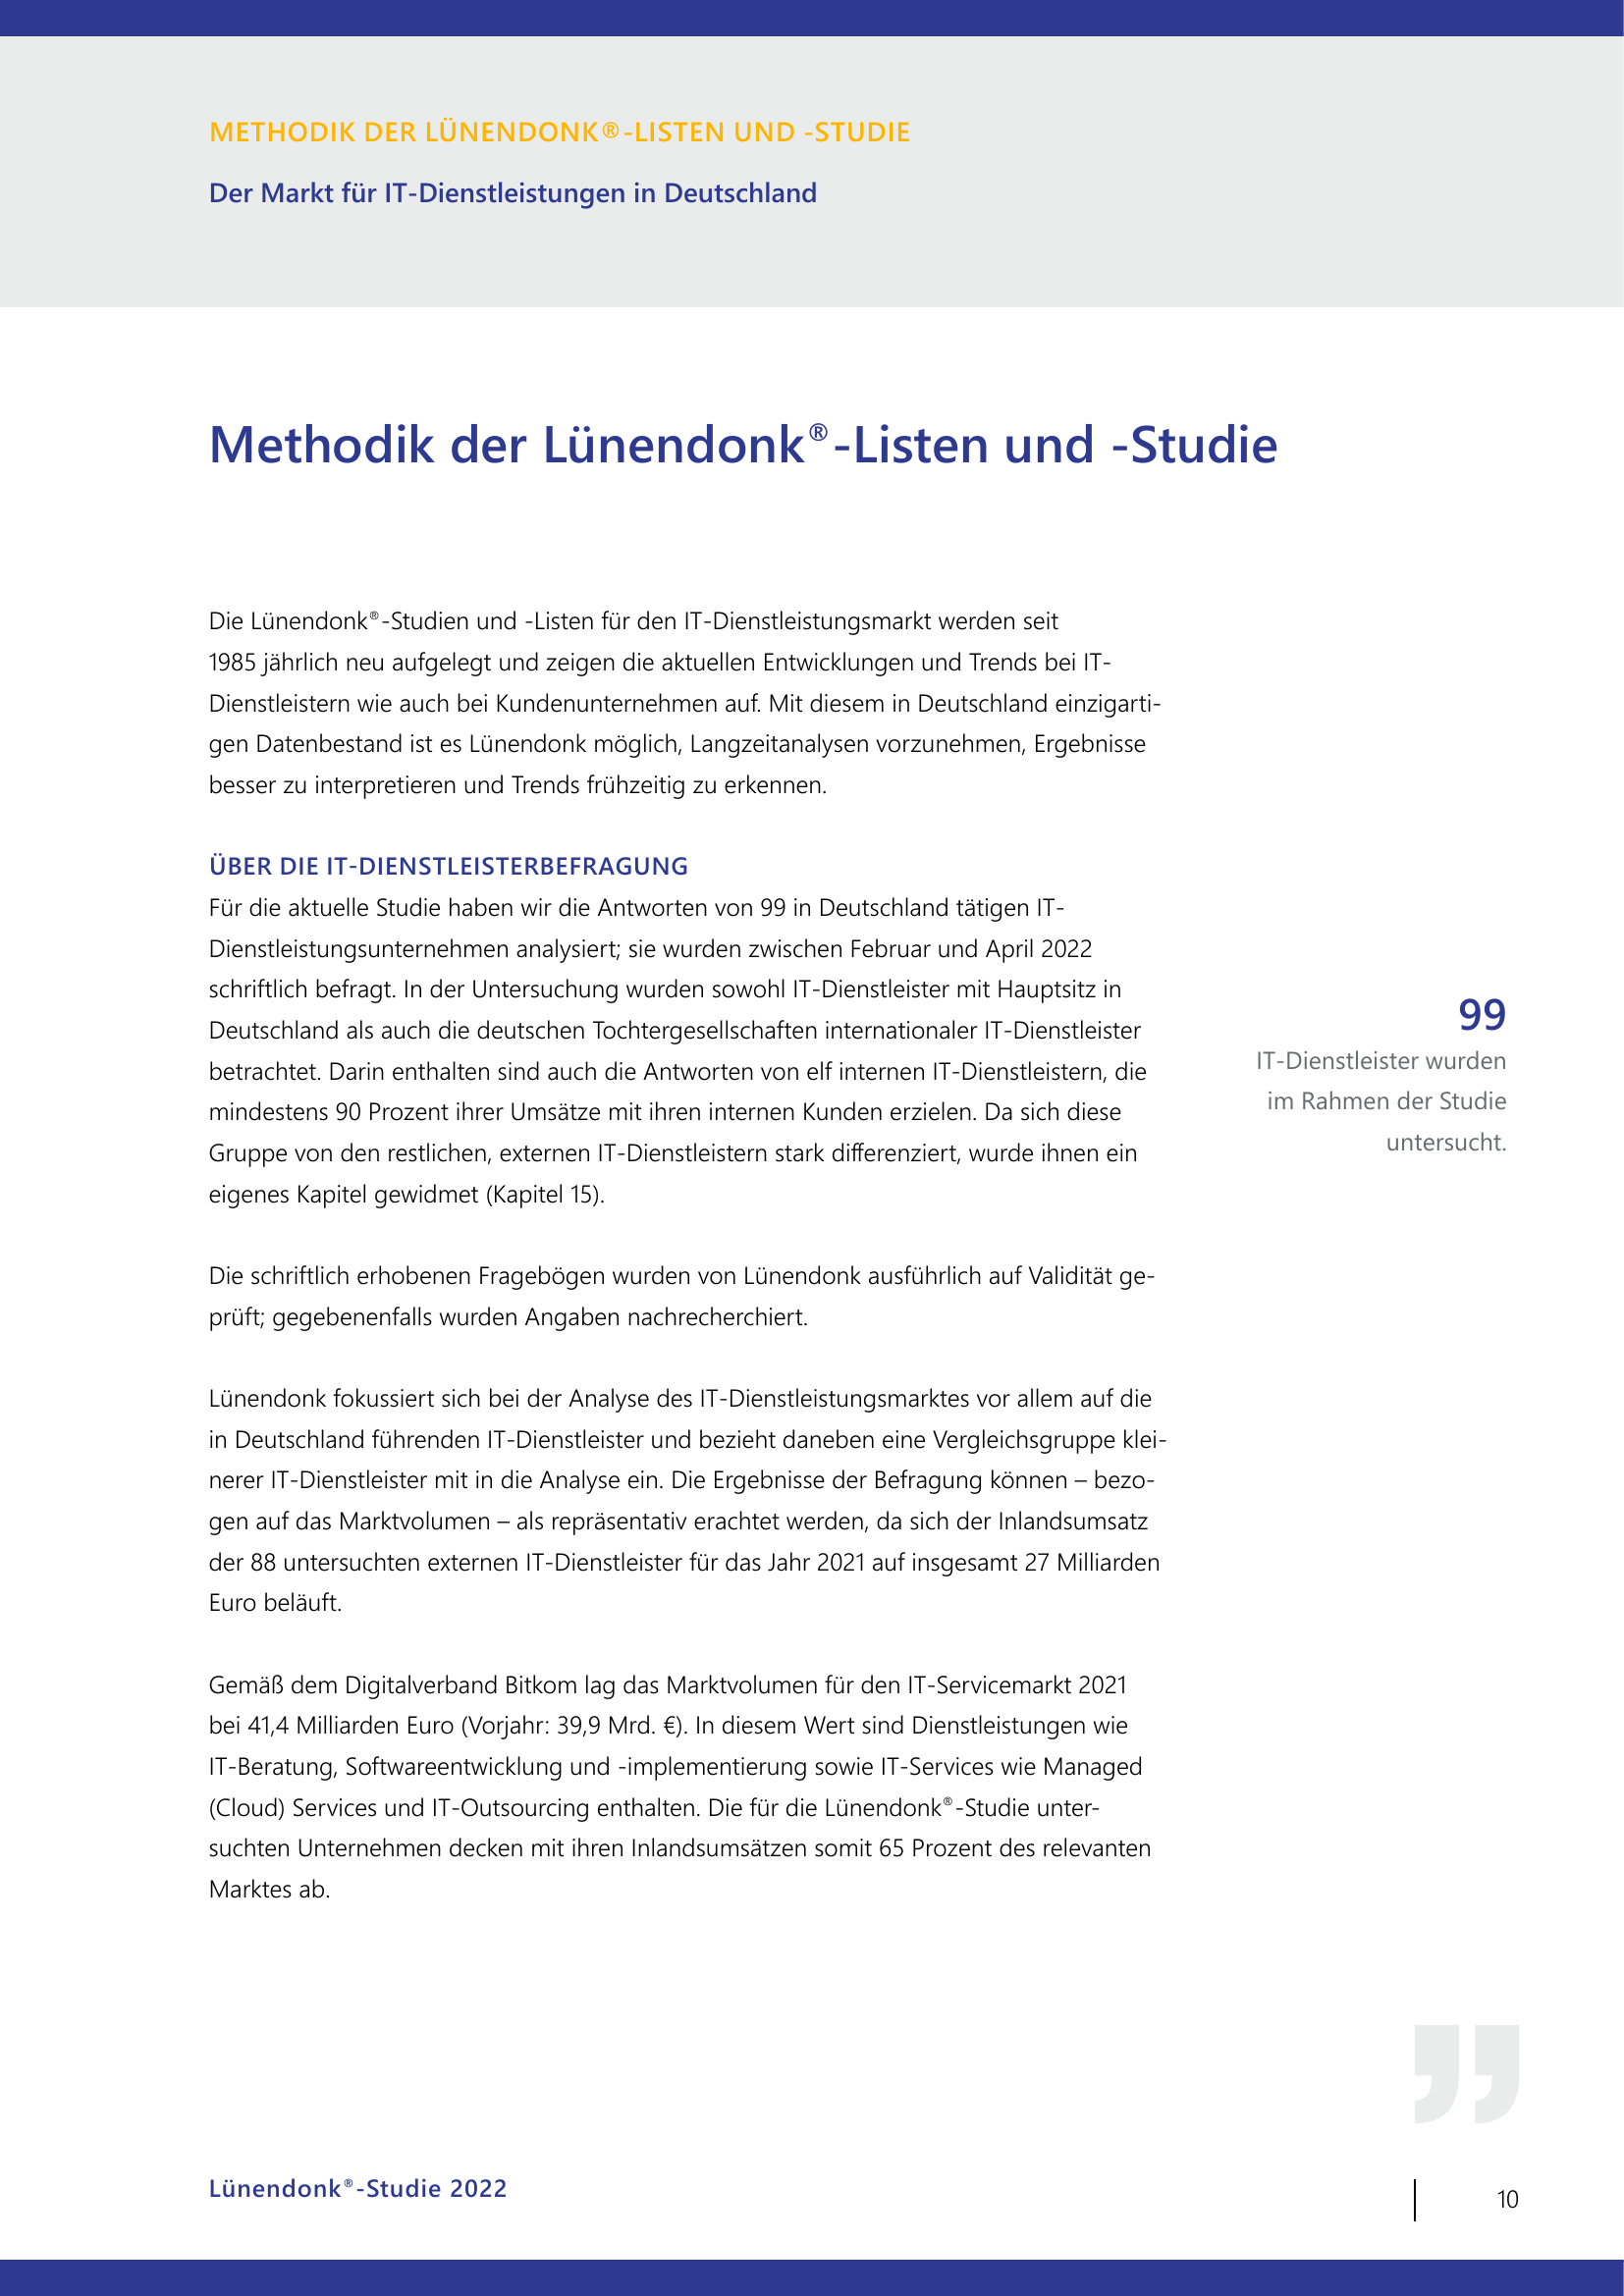 METHODIK DER LÜNENDONK®-LISTEN UND -STUDIE
Der Markt für IT-Dienstleistungen in Deutschland
Methodik der Lünendonk®-Listen und -Studie
Die Lünendonk®-Studien und -Listen für den IT-Dienstleistungsmarkt werden seit
1985 jährlich neu aufgelegt und zeigen die aktuellen Entwicklungen und Trends bei IT-
Dienstleistern wie auch bei Kundenunternehmen auf. Mit diesem in Deutschland einzigarti-
gen Datenbestand ist es Lünendonk möglich, Langzeitanalysen vorzunehmen, Ergebnisse
besser zu interpretieren und Trends frühzeitig zu erkennen.
ÜBER DIE IT-DIENSTLEISTERBEFRAGUNG
Für die aktuelle Studie haben wir die Antworten von 99 in Deutschland tätigen IT-
Dienstleistungsunternehmen analysiert; sie wurden zwischen Februar und April 2022
schriftlich befragt. In der Untersuchung wurden sowohl IT-Dienstleister mit Hauptsitz in
Deutschland als auch die deutschen Tochtergesellschaften internationaler IT-Dienstleister
betrachtet. Darin enthalten sind auch die Antworten von elf internen IT-Dienstleistern, die
mindestens 90 Prozent ihrer Umsätze mit ihren internen Kunden erzielen. Da sich diese
Gruppe von den restlichen, externen IT-Dienstleistern stark differenziert, wurde ihnen ein
eigenes Kapitel gewidmet (Kapitel 15).
99
IT-Dienstleister wurden
im Rahmen der Studie
untersucht.
Die schriftlich erhobenen Fragebögen wurden von Lünendonk ausführlich auf Validität ge-
prüft; gegebenenfalls wurden Angaben nachrecherchiert.
Lünendonk fokussiert sich bei der Analyse des IT-Dienstleistungsmarktes vor allem auf die
in Deutschland führenden IT-Dienstleister und bezieht daneben eine Vergleichsgruppe klei-
nerer IT-Dienstleister mit in die Analyse ein. Die Ergebnisse der Befragung können – bezo-
gen auf das Marktvolumen – als repräsentativ erachtet werden, da sich der Inlandsumsatz
der 88 untersuchten externen IT-Dienstleister für das Jahr 2021 auf insgesamt 27 Milliarden
Euro beläuft.
Gemäß dem Digitalverband Bitkom lag das Marktvolumen für den IT-Servicemarkt 2021
bei 41,4 Milliarden Euro (Vorjahr: 39,9 Mrd. €). In diesem Wert sind Dienstleistungen wie
IT-Beratung, Softwareentwicklung und -implementierung sowie IT-Services wie Managed
(Cloud) Services und IT-Outsourcing enthalten. Die für die Lünendonk®-Studie unter-
suchten Unternehmen decken mit ihren Inlandsumsätzen somit 65 Prozent des relevanten
Marktes ab.
Lünendonk®-Studie 2022
10